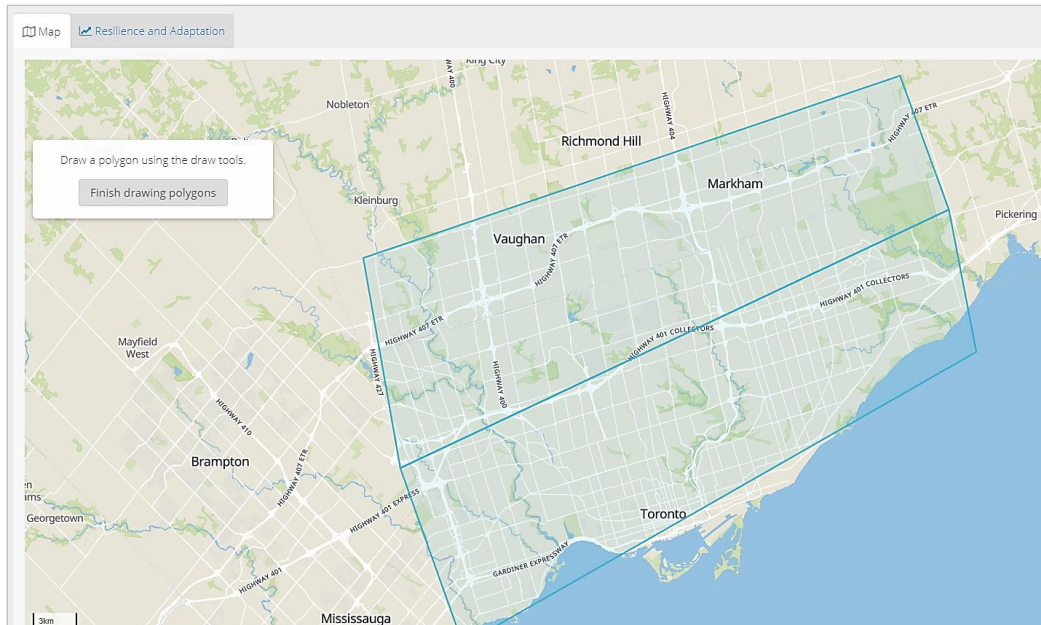 Map
Resilience and Adaptation
King City
HIGHWAY 404
Nobleton
HIGHWAY 407 ETR
Richmond Hill
Draw a polygon using the draw tools.
Finish drawing polygons
Markham
Kleinburg
Pickering
Vaughan
HIGHWAY 407 ETR
HIGHWAY 401 COLLECTORS
HIGHWAY 407 ETR
HIGHWAY 401 COLLECTORS
Mayfield
West
HIGHWAY 427
HIGHWAY 400
HIGHWAY 410
Brampton
HIGHWAY 407 ETR
HIGHWAY 401 EXPRESS
Georgetown
Toronto
GARDINER EXPRESSWAY
HIGHWAY 401
3km
Mississauga